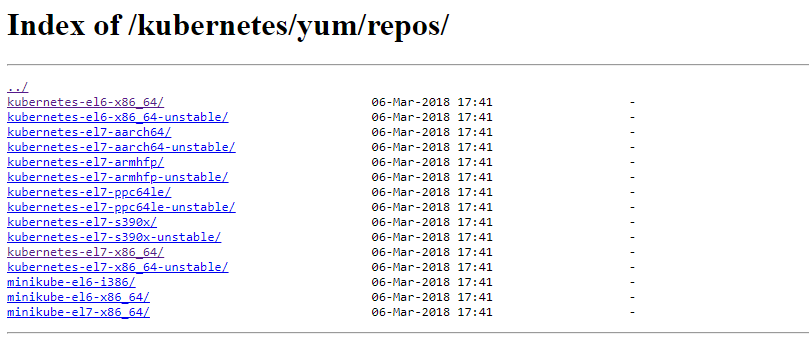 Index of /kubernetes/yum/repos/
../
kubernetes-el6-x86_64/ 06-Mar-2018 17:41 -
kubernetes-el6-x86_64-unstable/ 06-Mar-2018 17:41 -
kubernetes-el7-aarch64/ 06-Mar-2018 17:41 -
kubernetes-el7-aarch64-unstable/ 06-Mar-2018 17:41 -
kubernetes-el7-armhfp/ 06-Mar-2018 17:41 -
kubernetes-el7-armhfp-unstable/ 06-Mar-2018 17:41 -
kubernetes-el7-ppc64le/ 06-Mar-2018 17:41 -
kubernetes-el7-ppc64le-unstable/ 06-Mar-2018 17:41 -
kubernetes-el7-s390x/ 06-Mar-2018 17:41 -
kubernetes-el7-s390x-unstable/ 06-Mar-2018 17:41 -
kubernetes-el7-x86_64/ 06-Mar-2018 17:41 -
kubernetes-el7-x86_64-unstable/ 06-Mar-2018 17:41 -
minikube-el6-i386/ 06-Mar-2018 17:41 -
minikube-el6-x86_64/ 06-Mar-2018 17:41 -
minikube-el7-x86_64/ 06-Mar-2018 17:41 -